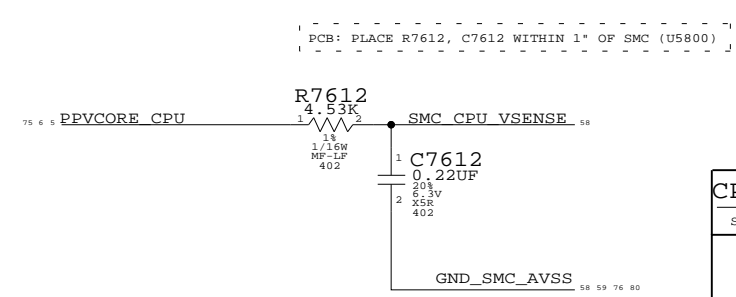 PCB: PLACE R7612, C7612 WITHIN 1" OF SMC (U5800)
R7612
4.53K
75 6 5 PPVCORE_CPU
1
2
SMC_CPU_VSENSE 58
1%
1/16W
MF-LF
402
1
C7612
0.22UF
20%
6.3V
X5R
402
2
GND_SMC_AVSS 58 59 76 80